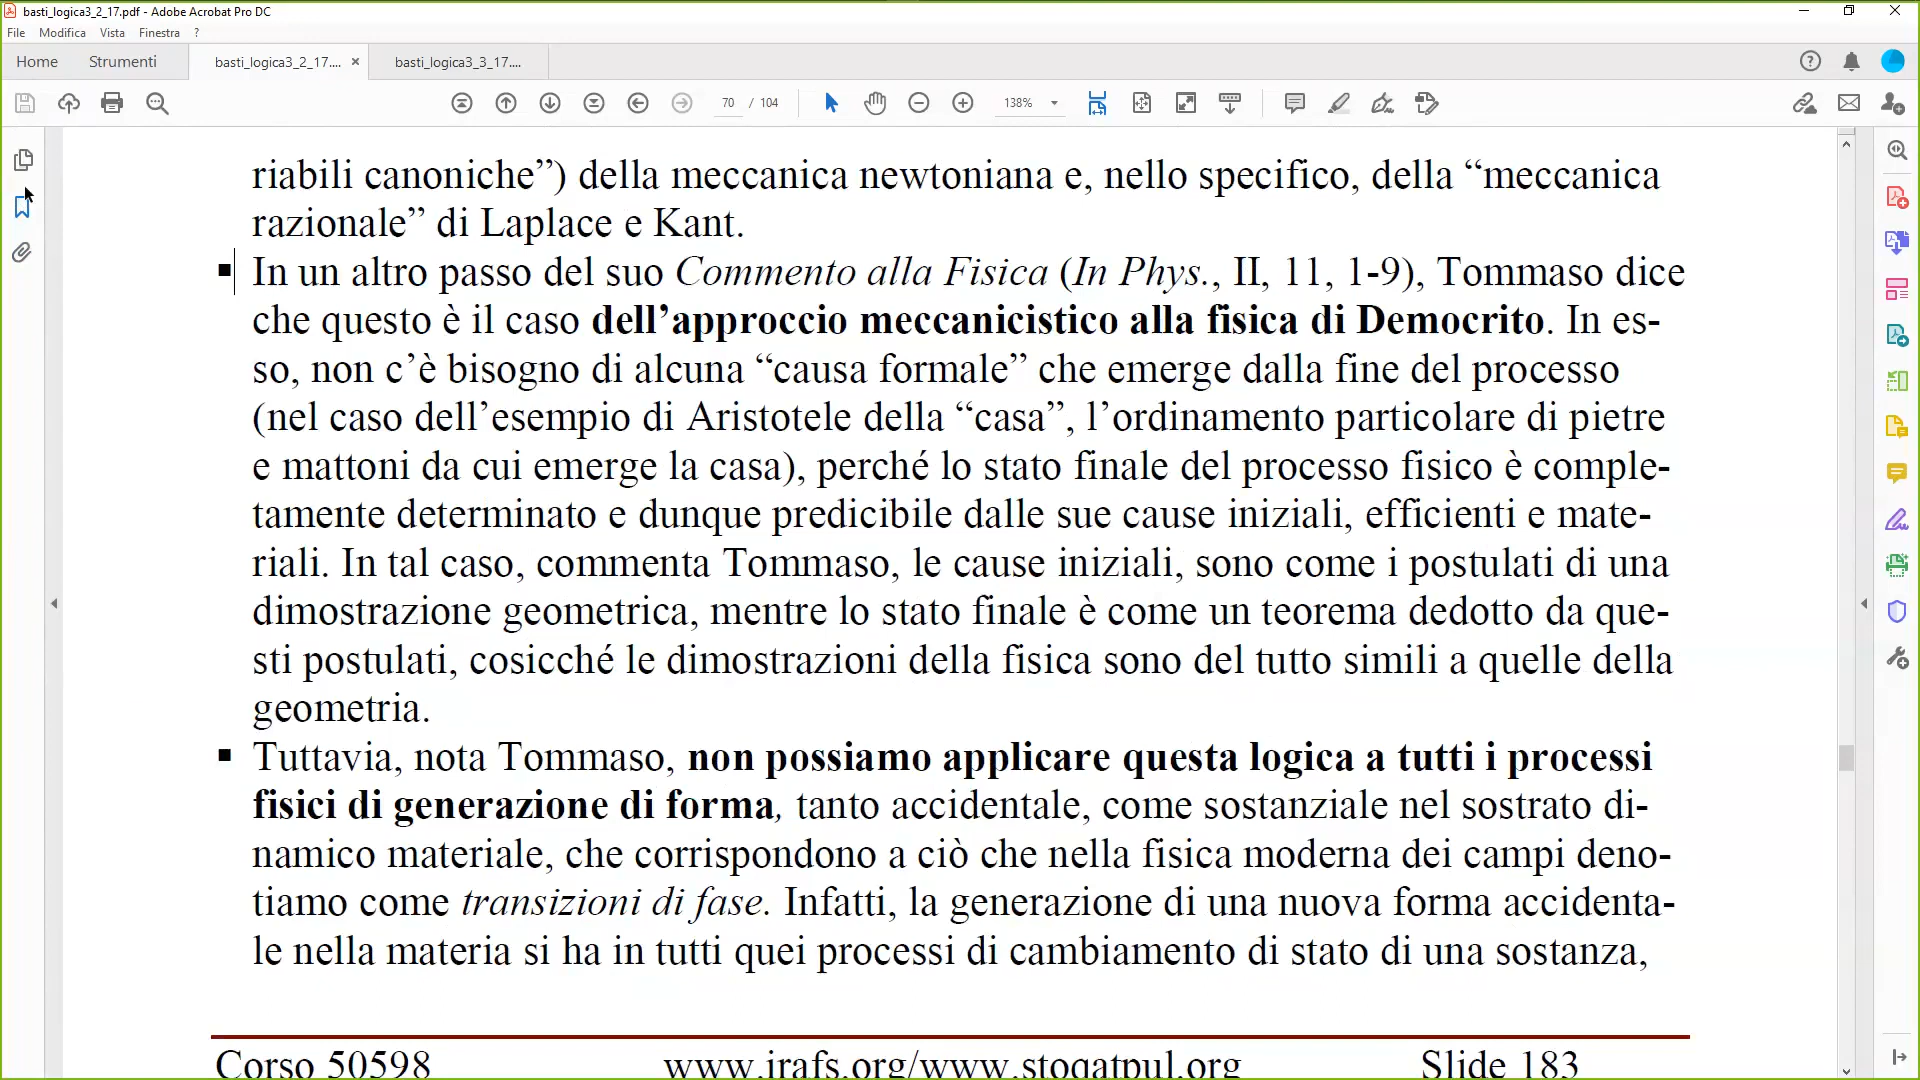 basti_logica3_2_17.pdf - Adobe Acrobat Pro DC
File Modifica Vista Finestra ?
Home Strumenti basti_logica3_2_17.... × basti_logica3_3_17....
70 / 104 138%
riabili canoniche”) della meccanica newtoniana e, nello specifico, della “meccanica
razionale” di Laplace e Kant.
▪ In un altro passo del suo Commento alla Fisica (In Phys., II, 11, 1-9), Tommaso dice
che questo è il caso dell’approccio meccanicistico alla fisica di Democrito. In es-
so, non c’è bisogno di alcuna “causa formale” che emerge dalla fine del processo
(nel caso dell’esempio di Aristotele della “casa”, l’ordinamento particolare di pietre
e mattoni da cui emerge la casa), perché lo stato finale del processo fisico è comple-
tamente determinato e dunque predicibile dalle sue cause iniziali, efficienti e mate-
riali. In tal caso, commenta Tommaso, le cause iniziali, sono come i postulati di una
dimostrazione geometrica, mentre lo stato finale è come un teorema dedotto da que-
sti postulati, cosicché le dimostrazioni della fisica sono del tutto simili a quelle della
geometria.
▪ Tuttavia, nota Tommaso, non possiamo applicare questa logica a tutti i processi
fisici di generazione di forma, tanto accidentale, come sostanziale nel sostrato di-
namico materiale, che corrispondono a ciò che nella fisica moderna dei campi deno-
tiamo come transizioni di fase. Infatti, la generazione di una nuova forma accidenta-
le nella materia si ha in tutti quei processi di cambiamento di stato di una sostanza,
Corso 50598 www.irafs.org/www.stoqatpul.org Slide 183